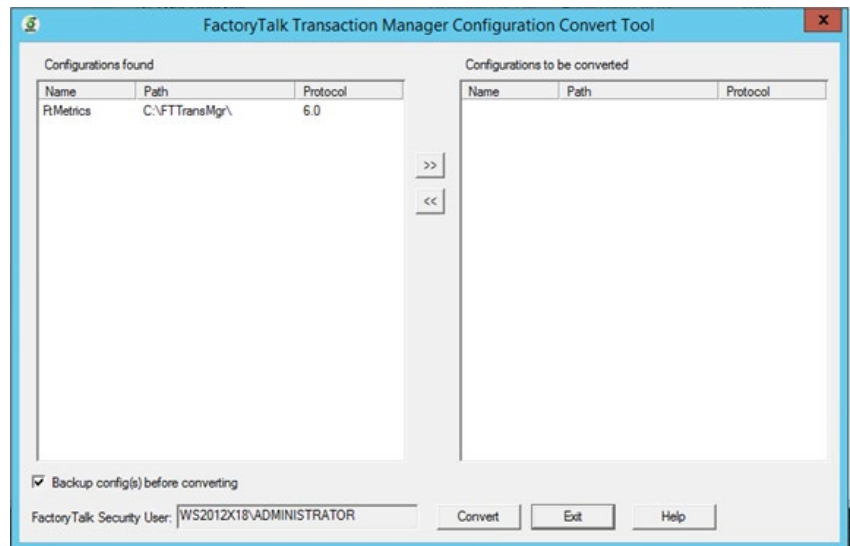 FactoryTalk Transaction Manager Configuration Convert Tool
x
Configurations found
Configurations to be converted
Name Path Protocol
Name Path Protocol
FtMetrics C:\FTTransMgr\ 6.0
>>
<<
Backup config(s) before converting
FactoryTalk Security User: WS2012X18\ADMINISTRATOR Convert Exit Help